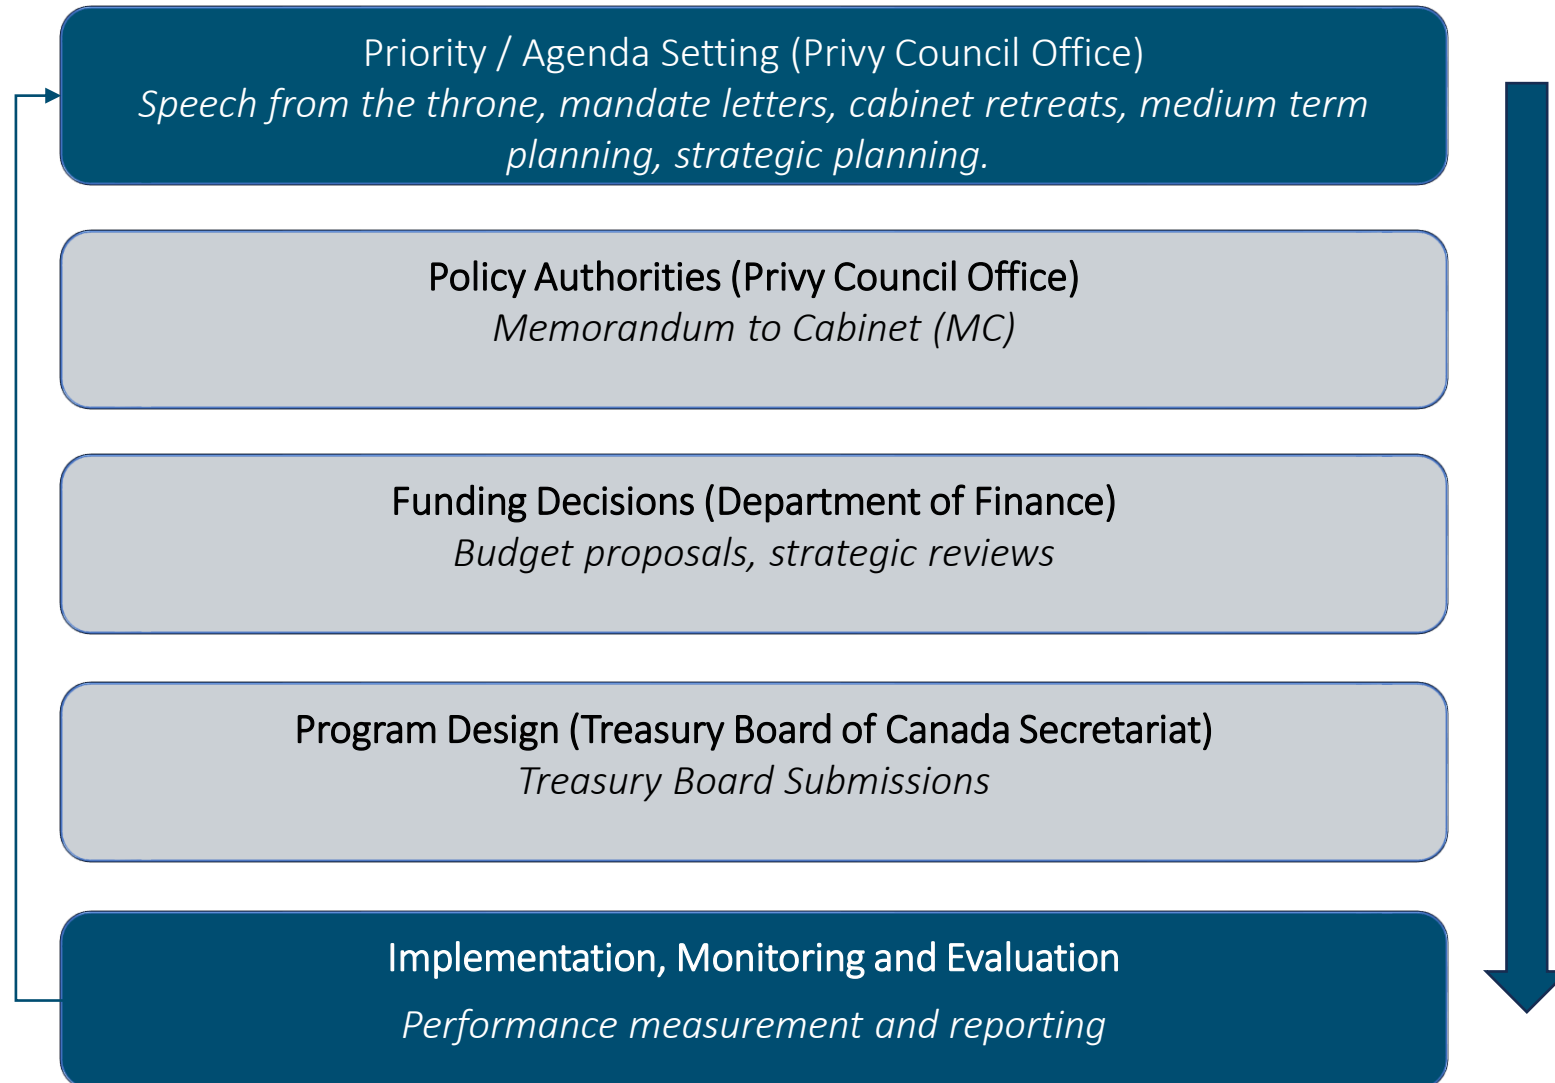 Priority / Agenda Setting (Privy Council Office)
Speech from the throne, mandate letters, cabinet retreats, medium term
planning, strategic planning.
Policy Authorities (Privy Council Office)
Memorandum to Cabinet (MC)
Funding Decisions (Department of Finance)
Budget proposals, strategic reviews
Program Design (Treasury Board of Canada Secretariat)
Treasury Board Submissions
Implementation, Monitoring and Evaluation
Performance measurement and reporting